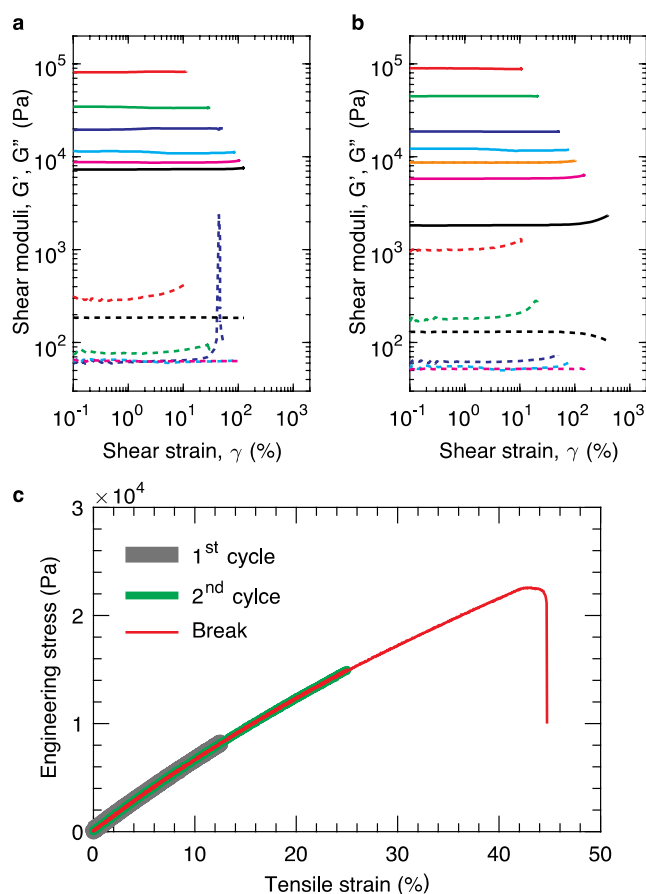 a
b
10^5
10^4
10^3
10^2
Shear moduli, G', G'' (Pa)
10^-1 10^0 10^1 10^2 10^3
Shear strain, γ (%)
10^5
10^4
10^3
10^2
Shear moduli, G', G'' (Pa)
10^-1 10^0 10^1 10^2 10^3
Shear strain, γ (%)
c
×10^4
3
2
1
0
Engineering stress (Pa)
1^st cycle
2^nd cylce
Break
0 10 20 30 40 50
Tensile strain (%)